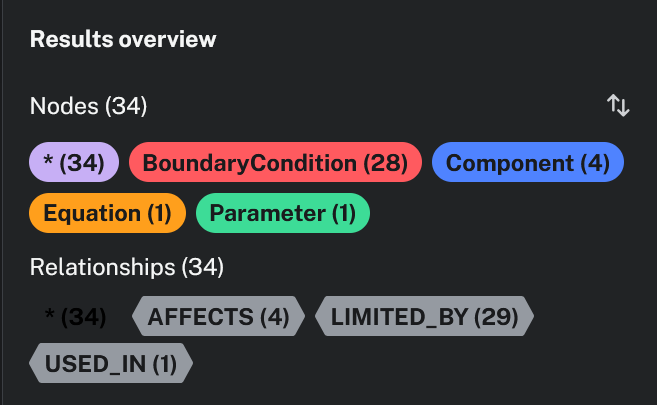 Results overview
Nodes (34)
* (34) BoundaryCondition (28) Component (4)
Equation (1) Parameter (1)
Relationships (34)
* (34) AFFECTS (4) LIMITED_BY (29)
USED_IN (1)